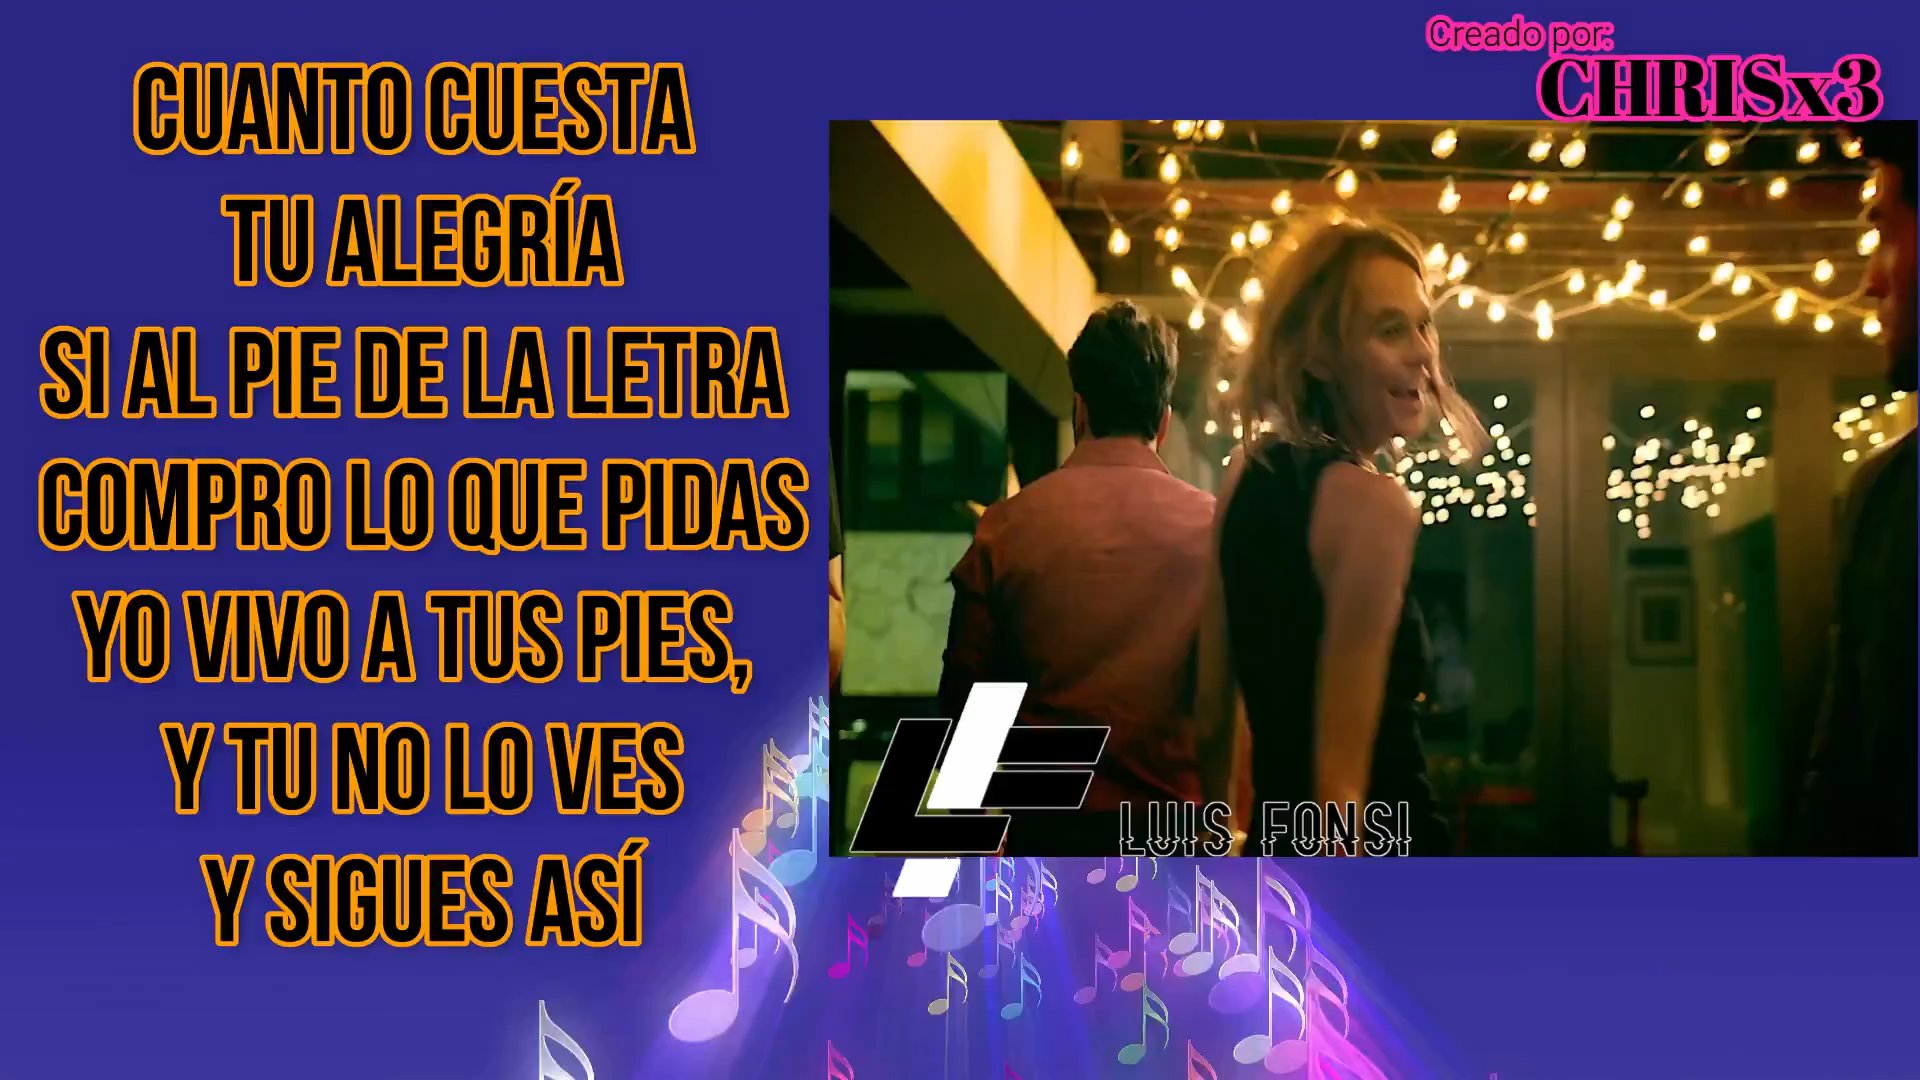 CUANTO CUESTA
TU ALEGRÍA
SI AL PIE DE LA LETRA
COMPRO LO QUE PIDAS
YO VIVO A TUS PIES,
Y TU NO LO VES
Y SIGUES ASÍ
Creado por:
CHRISx3
LF
LUIS FONSI